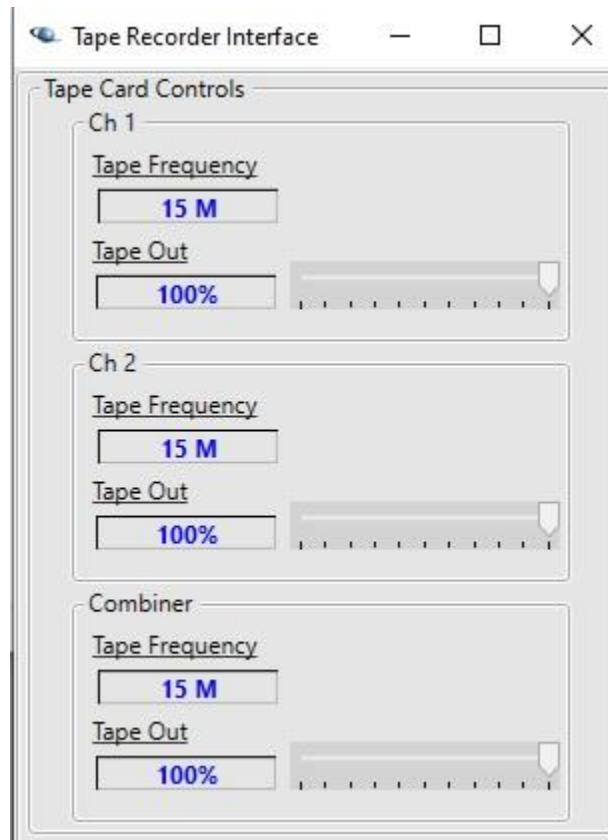 Tape Recorder Interface
Tape Card Controls
Ch 1
Tape Frequency
15 M
Tape Out
100%
Ch 2
Tape Frequency
15 M
Tape Out
100%
Combiner
Tape Frequency
15 M
Tape Out
100%